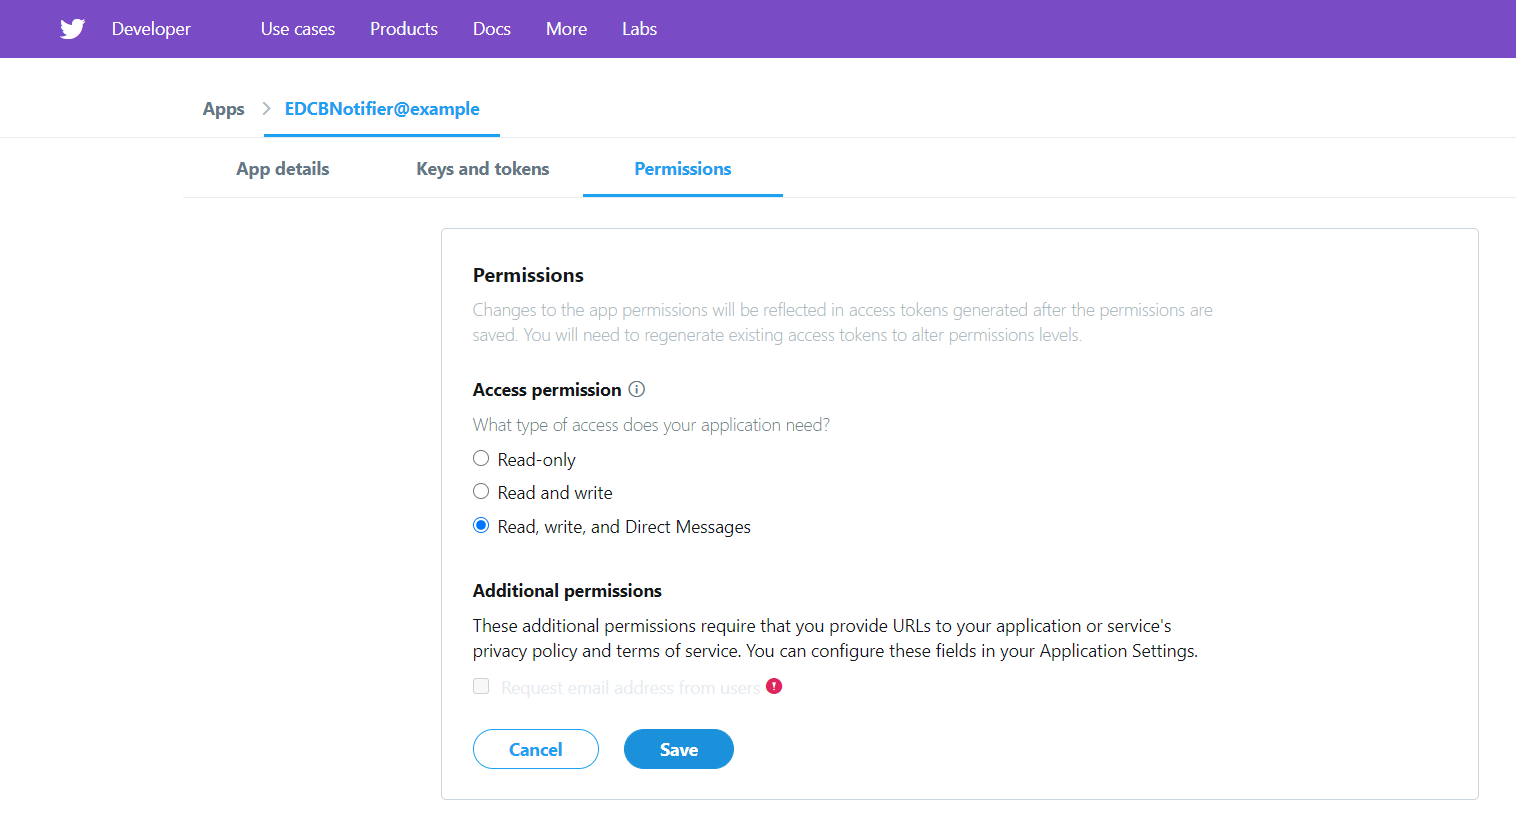 Developer Use cases Products Docs More Labs
Apps EDCBNotifier@example
App details Keys and tokens Permissions
Permissions
Changes to the app permissions will be reflected in access tokens generated after the permissions are
saved. You will need to regenerate existing access tokens to alter permissions levels.
Access permission
What type of access does your application need?
Read-only
Read and write
Read, write, and Direct Messages
Additional permissions
These additional permissions require that you provide URLs to your application or service's
privacy policy and terms of service. You can configure these fields in your Application Settings.
Request email address from users
Cancel Save